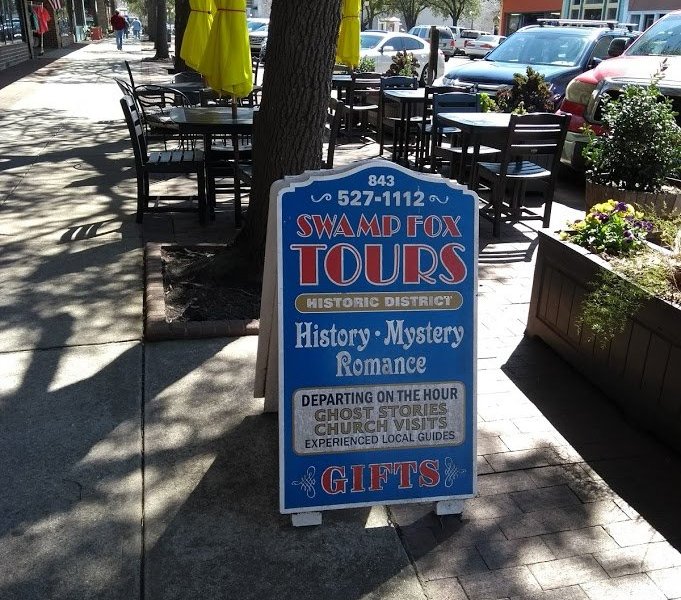 843
527-1112
SWAMP FOX
TOURS
HISTORIC DISTRICT
History · Mystery
Romance
DEPARTING ON THE HOUR
GHOST STORIES
CHURCH VISITS
EXPERIENCED LOCAL GUIDES
GIFTS